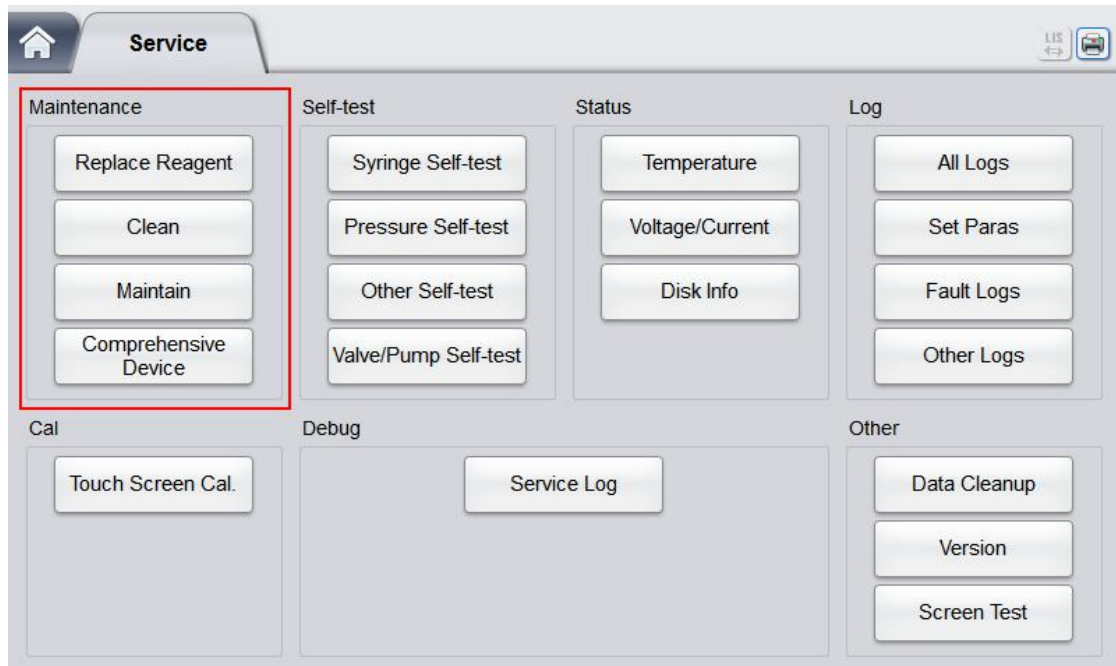 Service
LIS
Maintenance
Replace Reagent
Clean
Maintain
Comprehensive
Device
Self-test
Syringe Self-test
Pressure Self-test
Other Self-test
Valve/Pump Self-test
Status
Temperature
Voltage/Current
Disk Info
Log
All Logs
Set Paras
Fault Logs
Other Logs
Cal
Touch Screen Cal.
Debug
Service Log
Other
Data Cleanup
Version
Screen Test